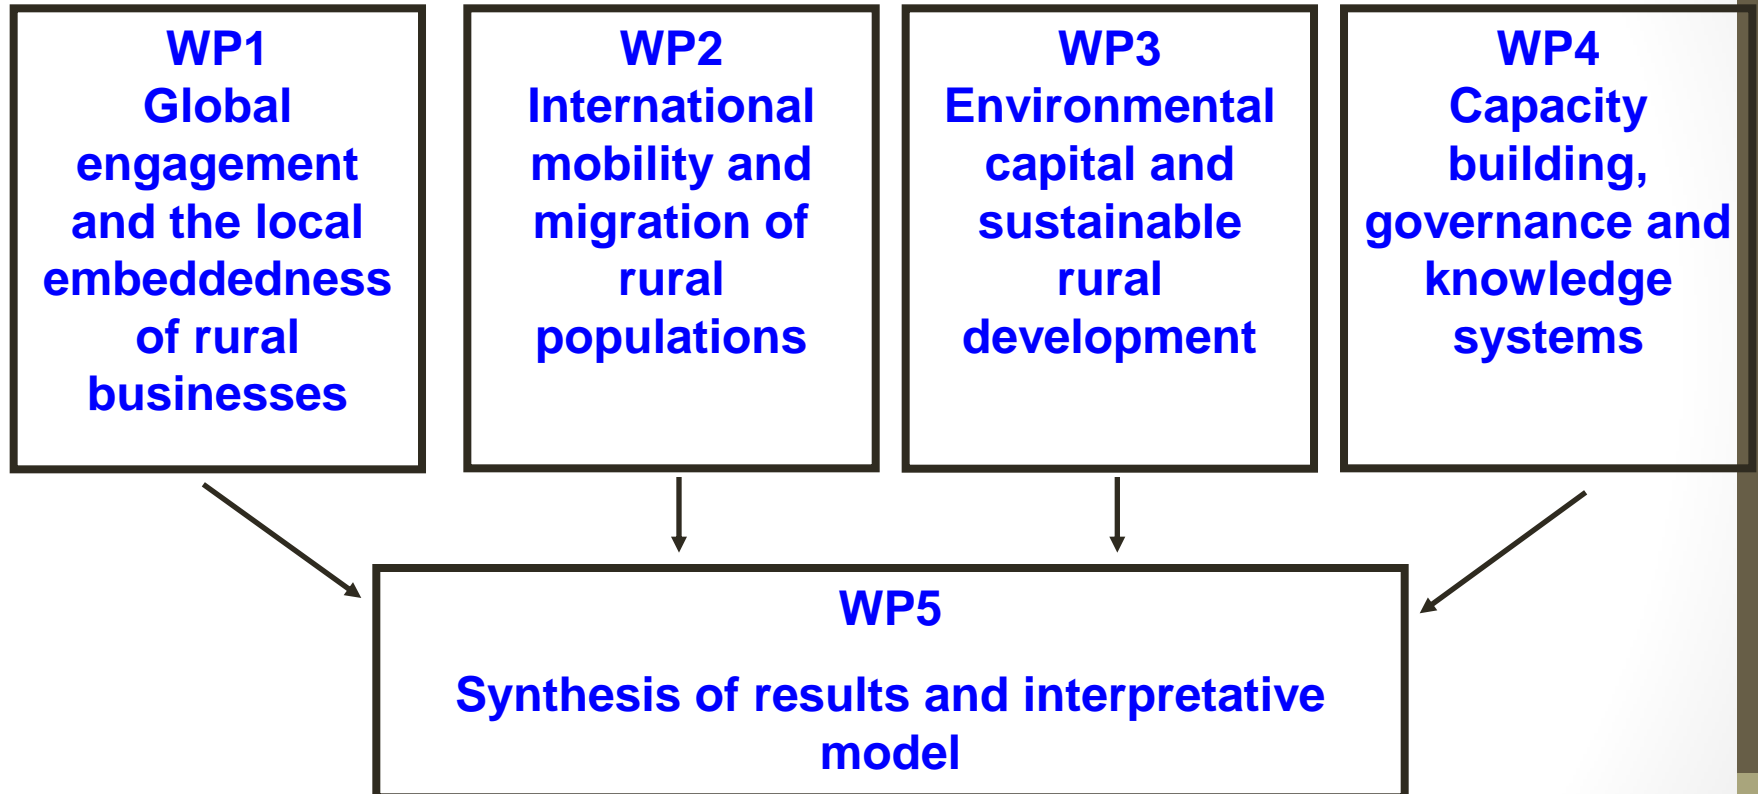 WP1
Global
engagement
and the local
embeddedness
of rural
businesses
WP2
International
mobility and
migration of
rural
populations
WP3
Environmental
capital and
sustainable
rural
development
WP4
Capacity
building,
governance and
knowledge
systems
WP5
Synthesis of results and interpretative
model